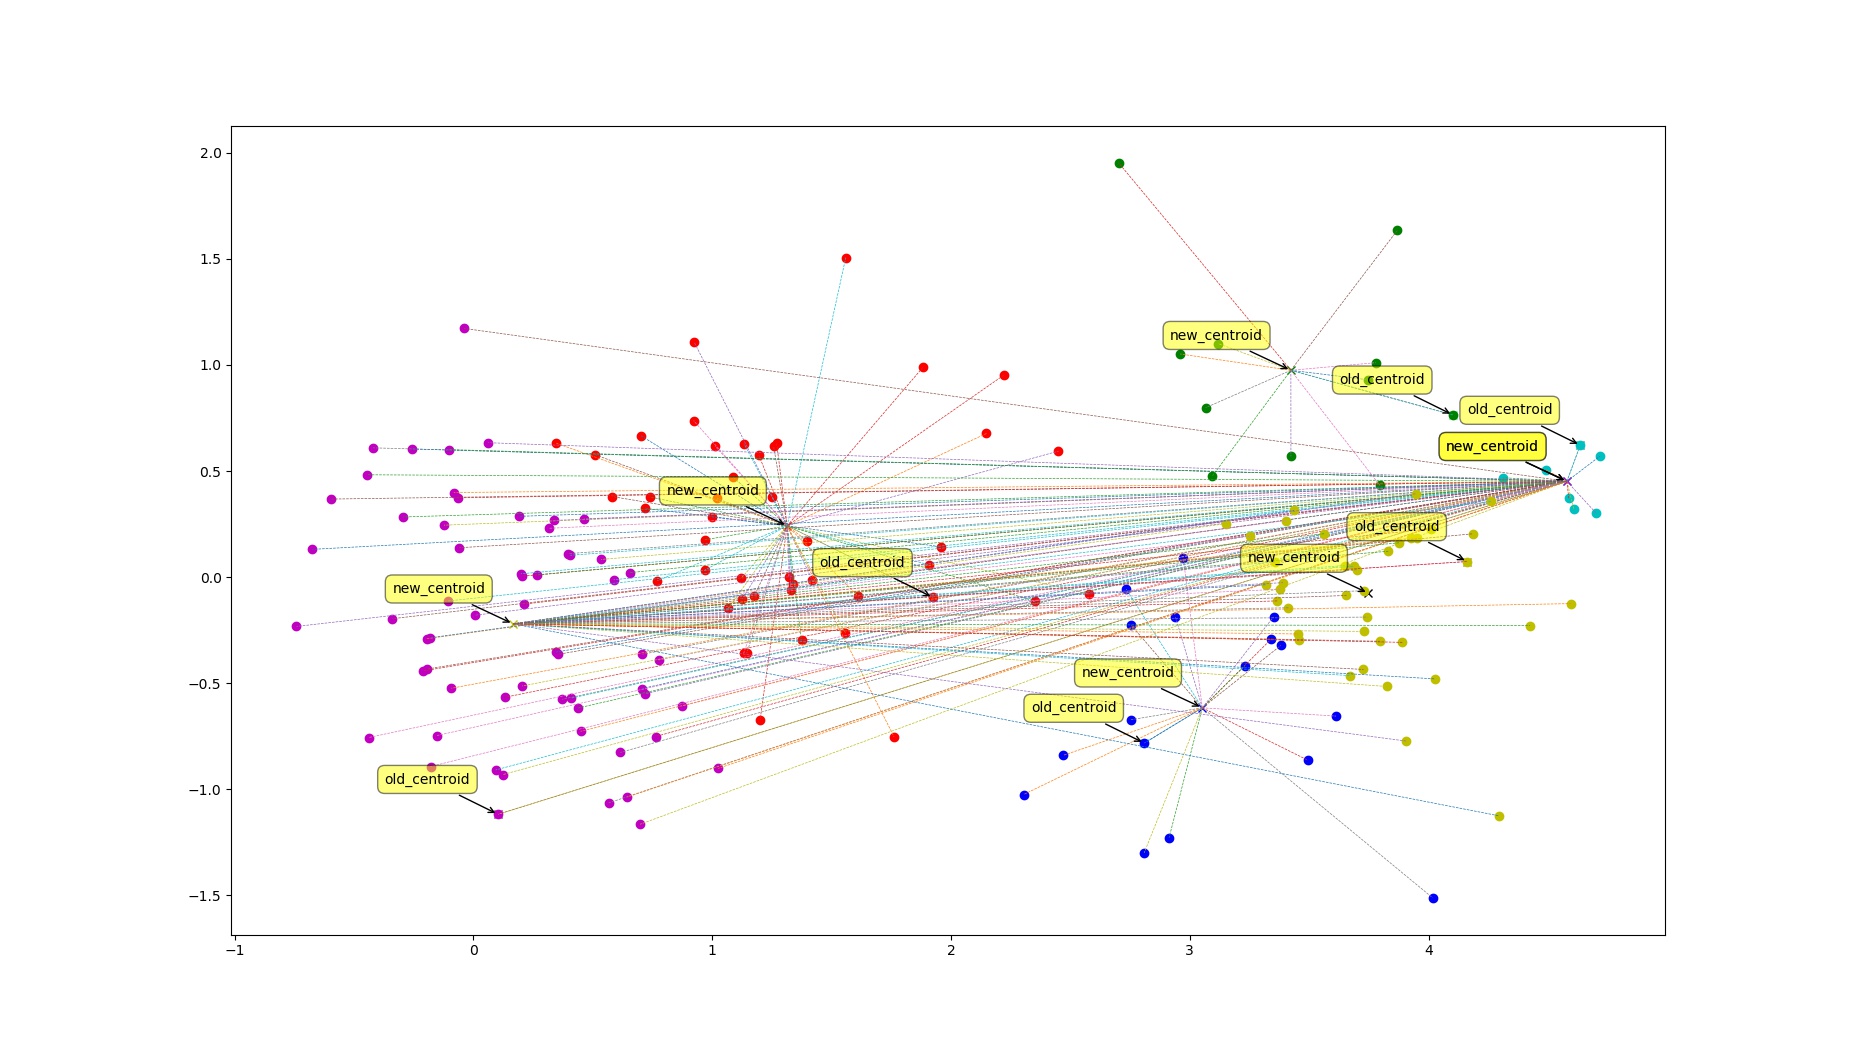 2.0
1.5
1.0
0.5
0.0
−0.5
−1.0
−1.5
new_centroid
old_centroid
old_centroid
new_centroid
new_centroid
old_centroid
new_centroid
old_centroid
new_centroid
new_centroid
old_centroid
old_centroid
−1
0
1
2
3
4